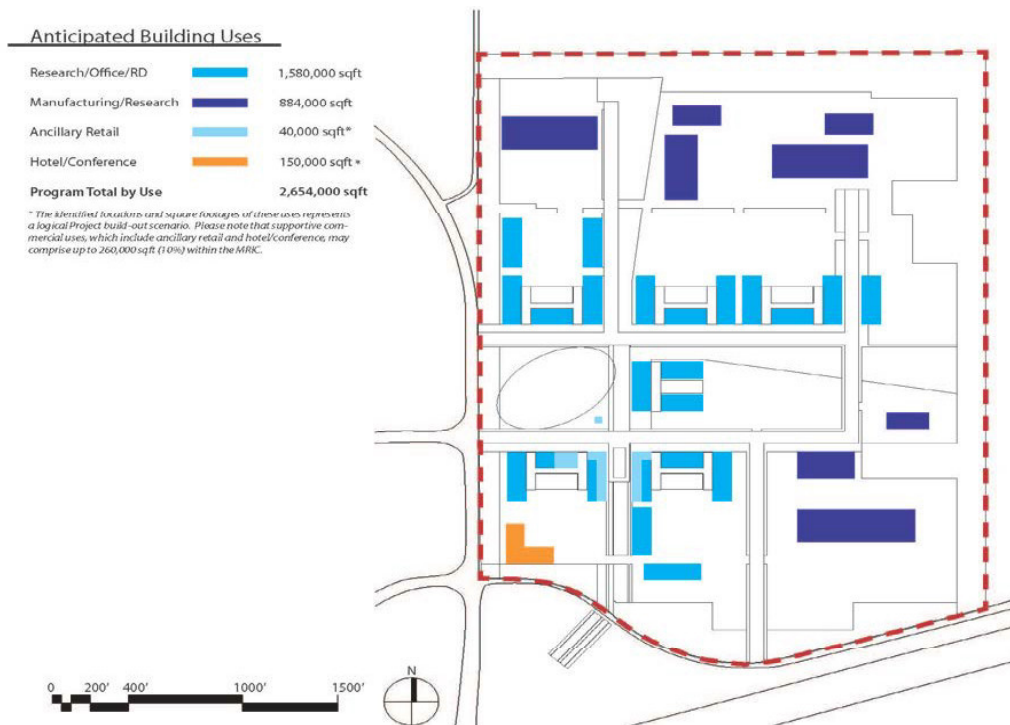 Anticipated Building Uses
Research/Office/RD 1,580,000 sqft
Manufacturing/Research 884,000 sqft
Ancillary Retail 40,000 sqft*
Hotel/Conference 150,000 sqft *
Program Total by Use 2,654,000 sqft
* The identified locations and square footages of these uses represents
a logical Project build-out scenario. Please note that supportive com-
mercial uses, which include ancillary retail and hotel/conference, may
comprise up to 260,000 sqft (10%) within the MRIC.
N
0 200' 400' 1000' 1500'